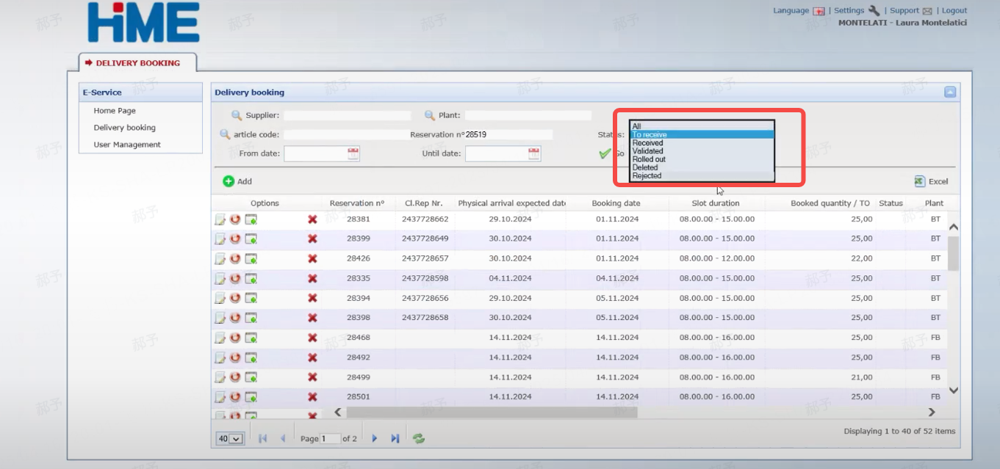 HME
Language | Settings | Support | Logout
MONTELATI - Laura Montelatici
DELIVERY BOOKING
E-Service
Home Page
Delivery booking
User Management
Delivery booking
Supplier: Plant:
article code: Reservation n° 28519 Status:
From date: Until date: Go
All
To receive
Received
Validated
Rolled out
Deleted
Rejected
Add Excel
Options Reservation n° Cl.Rep Nr. Physical arrival expected date Booking date Slot duration Booked quantity / TO Status Plant
28381 2437728662 29.10.2024 01.11.2024 08.00.00 - 15.00.00 25,00 BT
28399 2437728649 30.10.2024 01.11.2024 08.00.00 - 15.00.00 25,00 BT
28426 2437728657 30.10.2024 01.11.2024 08.00.00 - 12.00.00 22,00 BT
28335 2437728598 04.11.2024 04.11.2024 08.00.00 - 15.00.00 25,00 BT
28394 2437728656 29.10.2024 05.11.2024 08.00.00 - 15.00.00 25,00 BT
28398 2437728658 30.10.2024 05.11.2024 08.00.00 - 15.00.00 25,00 BT
28468 14.11.2024 14.11.2024 08.00.00 - 16.00.00 25,00 FB
28492 14.11.2024 14.11.2024 08.00.00 - 16.00.00 25,00 FB
28499 14.11.2024 14.11.2024 08.00.00 - 16.00.00 21,00 FB
28501 14.11.2024 14.11.2024 08.00.00 - 16.00.00 25,00 FB
40 Page 1 of 2 Displaying 1 to 40 of 52 items
郝予